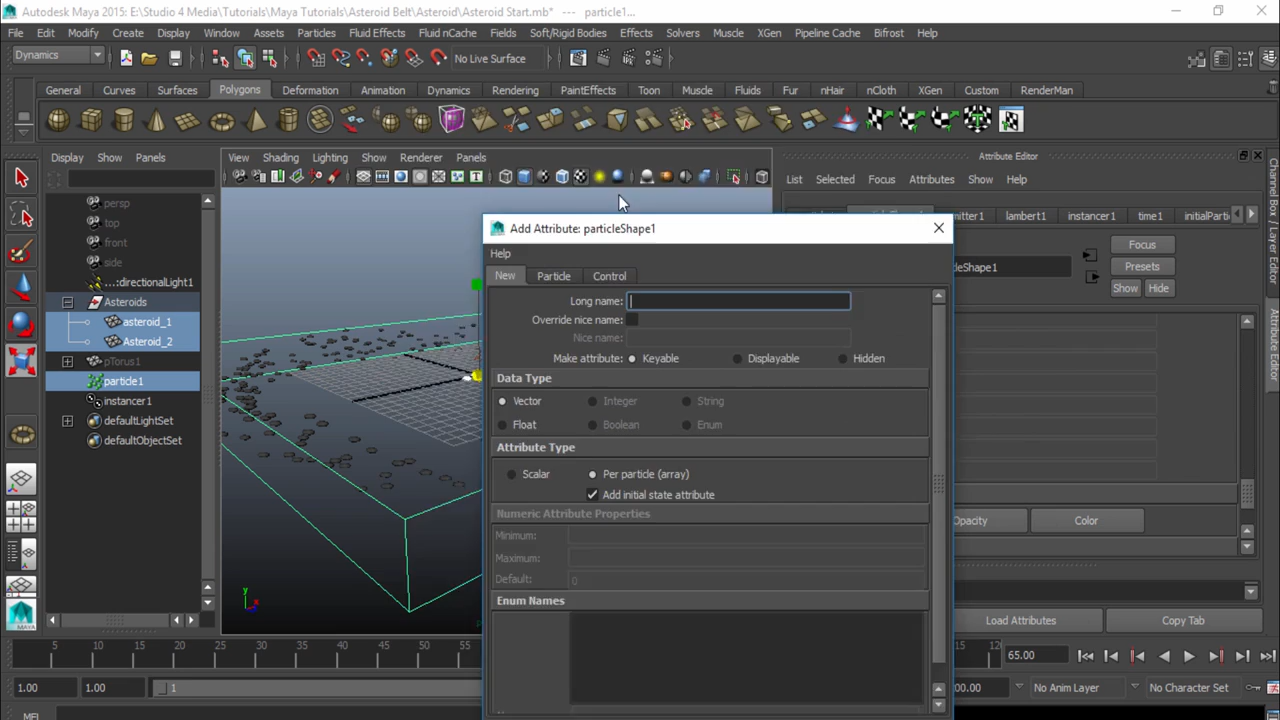 Autodesk Maya 2015: E:\Studio 4 Media\Tutorials\Maya Tutorials\Asteroid Belt\Asteroid\Asteroid Start.mb* --- particle1...
File Edit Modify Create Display Window Assets Particles Fluid Effects Fluid nCache Fields Soft/Rigid Bodies Effects Solvers Muscle XGen Pipeline Cache Bifrost Help
Dynamics No Live Surface
General Curves Surfaces Polygons Deformation Animation Dynamics Rendering PaintEffects Toon Muscle Fluids Fur nHair nCloth XGen Custom RenderMan
Display Show Panels View Shading Lighting Show Renderer Panels Attribute Editor
List Selected Focus Attributes Show Help
persp
top
front
side
...:directionalLight1
Asteroids
asteroid_1
Asteroid_2
pTorus1
particle1
instancer1
defaultLightSet
defaultObjectSet
Add Attribute: particleShape1
Help
New Particle Control
Long name:
Override nice name:
Nice name:
Make attribute: Keyable Displayable Hidden
Data Type
Vector Integer String
Float Boolean Enum
Attribute Type
Scalar Per particle (array)
Add initial state attribute
Numeric Attribute Properties
Minimum:
Maximum:
Default: 0
Enum Names
lambert1 instancer1 time1
Focus
Presets
Show Hide
Opacity Color
Load Attributes Copy Tab
Channel Box / Layer Editor
Attribute Editor
y
x
5 10 15 20 25 30 35 40 45 50 55 65.00
1.00 1.00 1 No Anim Layer No Character Set
MEL